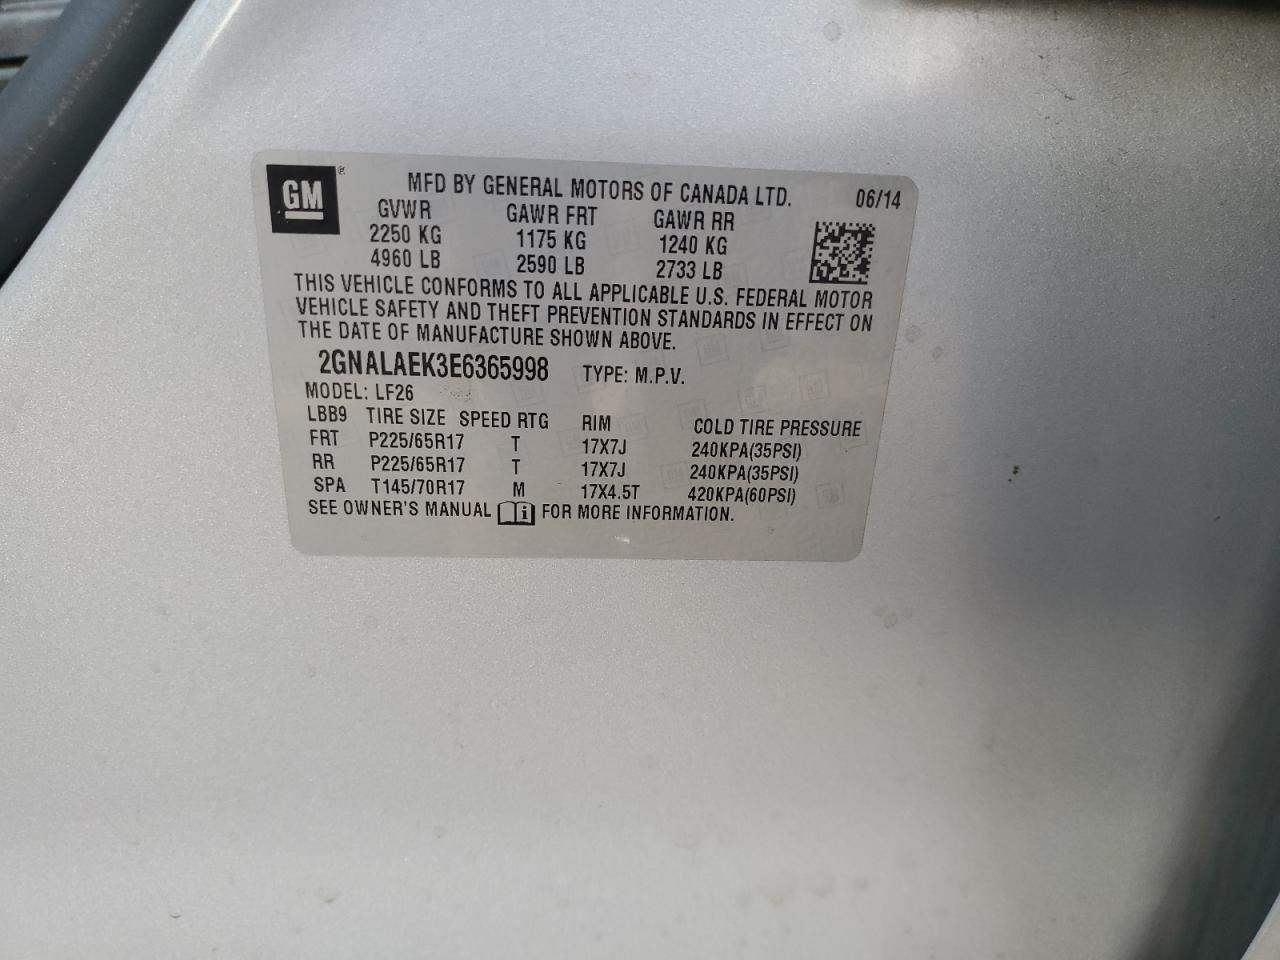 GM ®
MFD BY GENERAL MOTORS OF CANADA LTD. 06/14
GVWR GAWR FRT GAWR RR
2250 KG 1175 KG 1240 KG
4960 LB 2590 LB 2733 LB
THIS VEHICLE CONFORMS TO ALL APPLICABLE U.S. FEDERAL MOTOR
VEHICLE SAFETY AND THEFT PREVENTION STANDARDS IN EFFECT ON
THE DATE OF MANUFACTURE SHOWN ABOVE.
2GNALAEK3E6365998 TYPE: M.P.V.
MODEL: LF26
LBB9 TIRE SIZE SPEED RTG RIM COLD TIRE PRESSURE
FRT P225/65R17 T 17X7J 240KPA(35PSI)
RR P225/65R17 T 17X7J 240KPA(35PSI)
SPA T145/70R17 M 17X4.5T 420KPA(60PSI)
SEE OWNER'S MANUAL i FOR MORE INFORMATION.